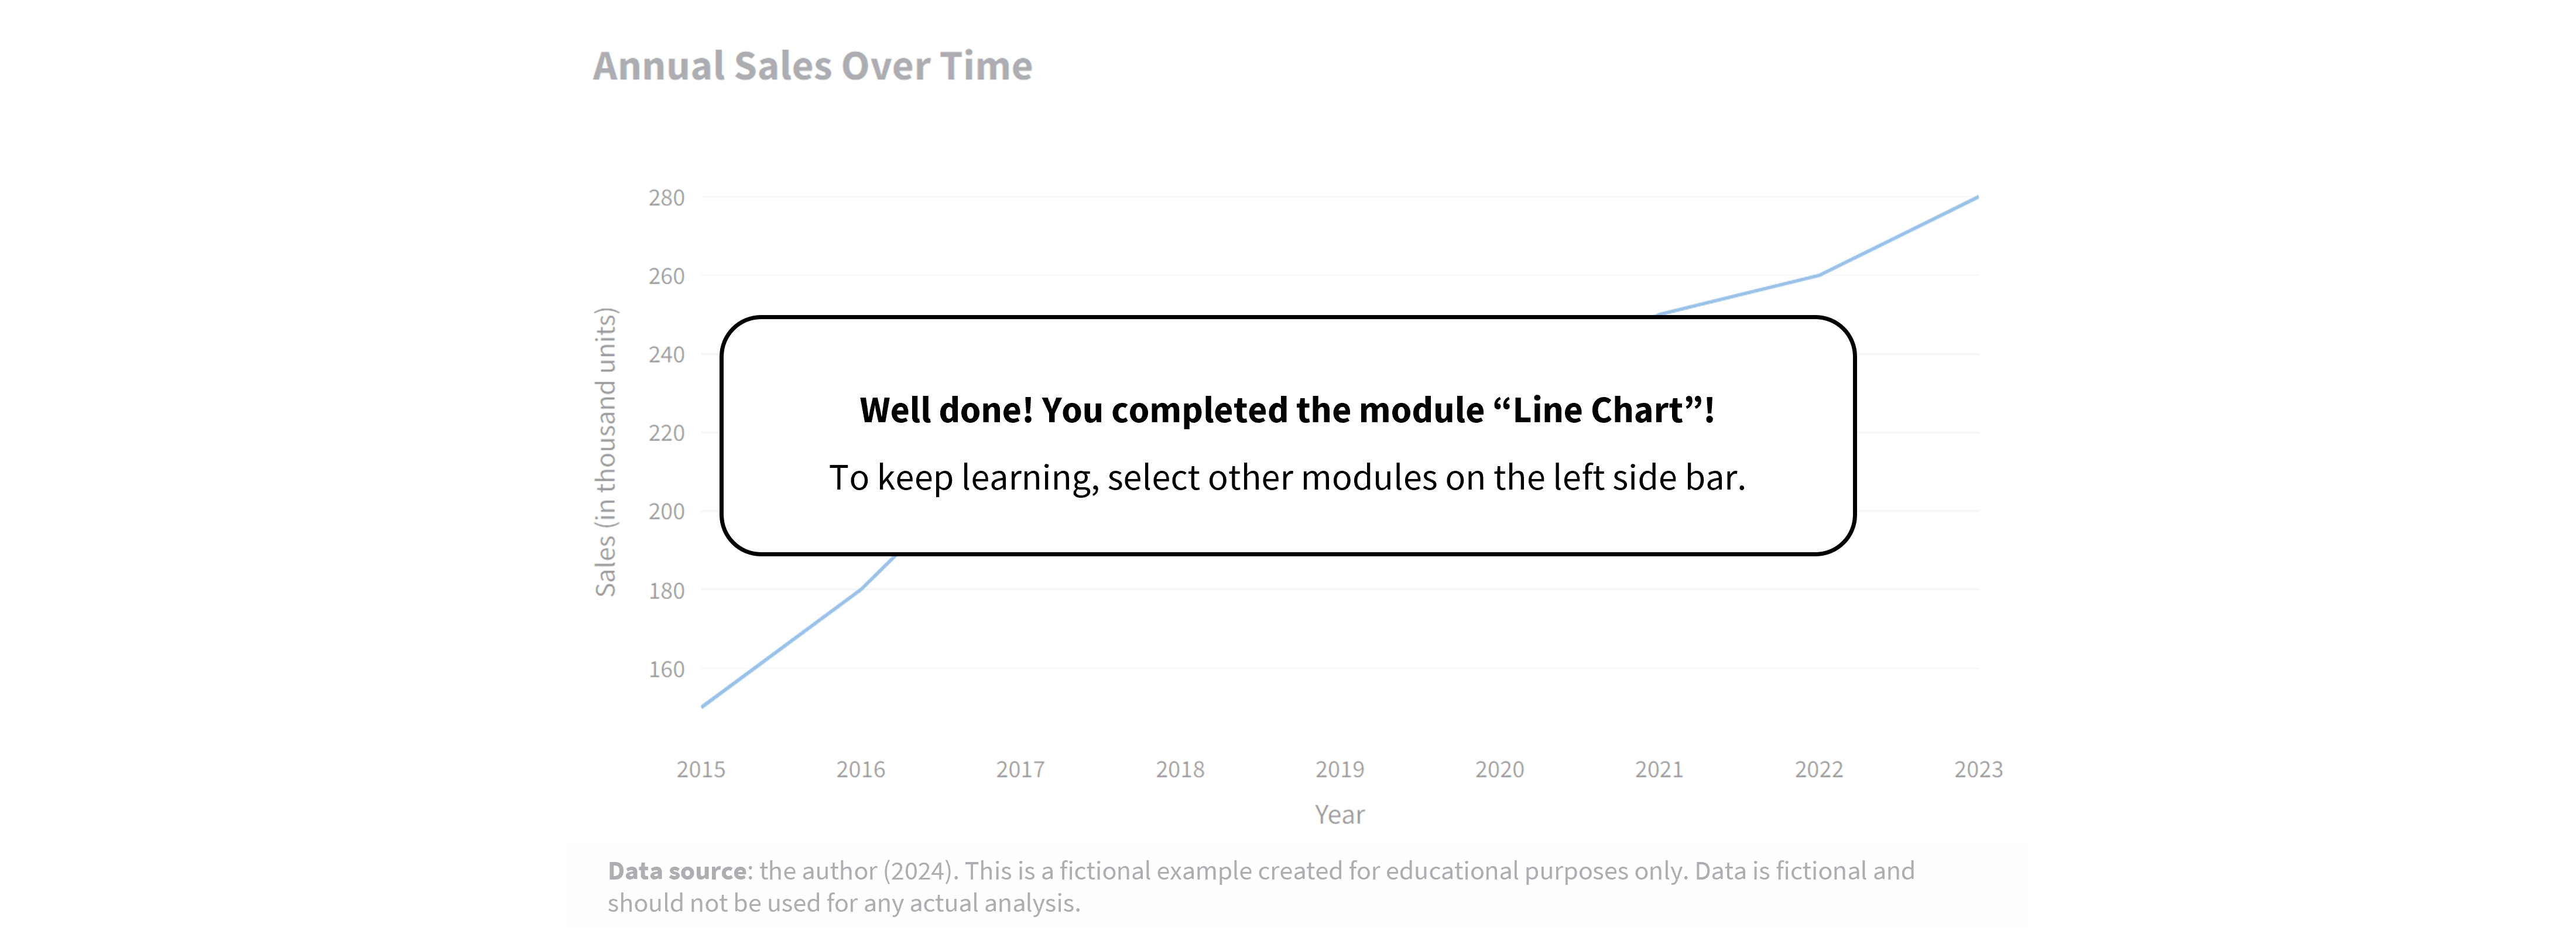 Annual Sales Over Time
280
260
240
220
200
180
160
Sales (in thousand units)
Well done! You completed the module “Line Chart”!
To keep learning, select other modules on the left side bar.
2015 2016 2017 2018 2019 2020 2021 2022 2023
Year
Data source: the author (2024). This is a fictional example created for educational purposes only. Data is fictional and
should not be used for any actual analysis.